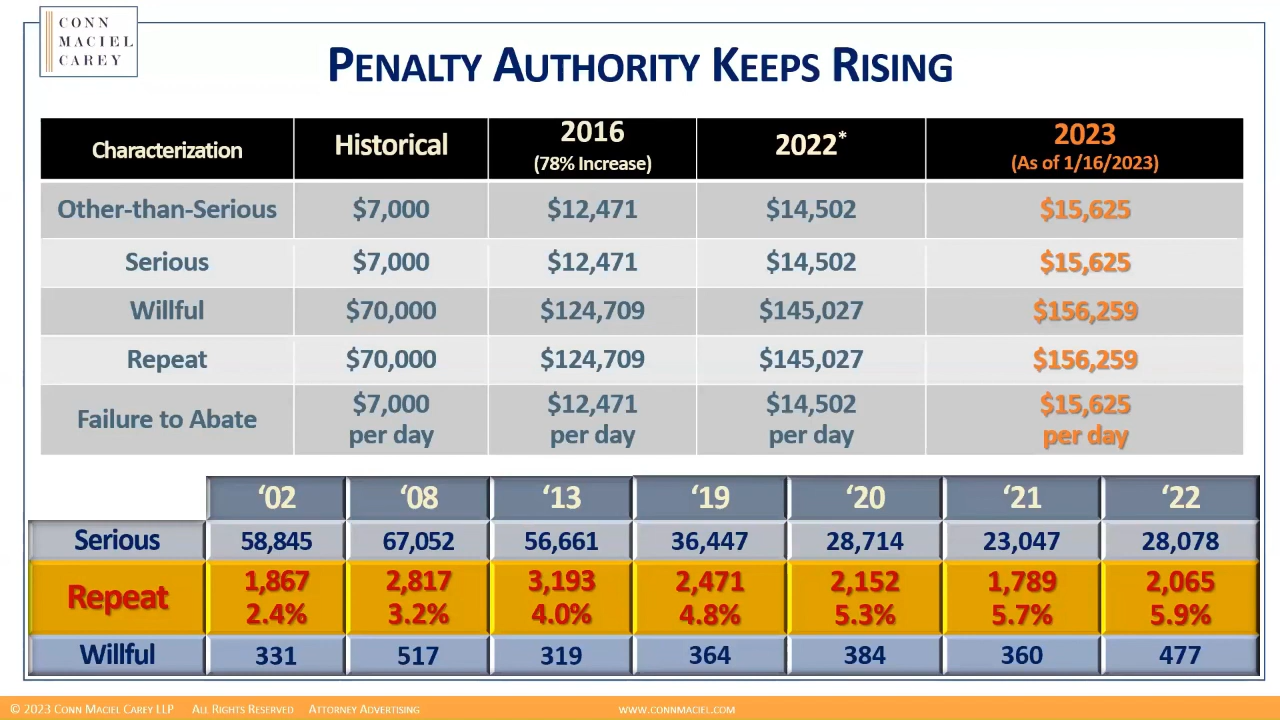 CONN
MACIEL
CAREY
PENALTY AUTHORITY KEEPS RISING
Characterization Historical 2016 (78% Increase) 2022* 2023 (As of 1/16/2023)
Other-than-Serious $7,000 $12,471 $14,502 $15,625
Serious $7,000 $12,471 $14,502 $15,625
Willful $70,000 $124,709 $145,027 $156,259
Repeat $70,000 $124,709 $145,027 $156,259
Failure to Abate $7,000 per day $12,471 per day $14,502 per day $15,625 per day
‘02 ‘08 ‘13 ‘19 ‘20 ‘21 ‘22
Serious 58,845 67,052 56,661 36,447 28,714 23,047 28,078
Repeat 1,867 2,817 3,193 2,471 2,152 1,789 2,065
2.4% 3.2% 4.0% 4.8% 5.3% 5.7% 5.9%
Willful 331 517 319 364 384 360 477
© 2023 CONN MACIEL CAREY LLP ALL RIGHTS RESERVED ATTORNEY ADVERTISING WWW.CONNMACIEL.COM